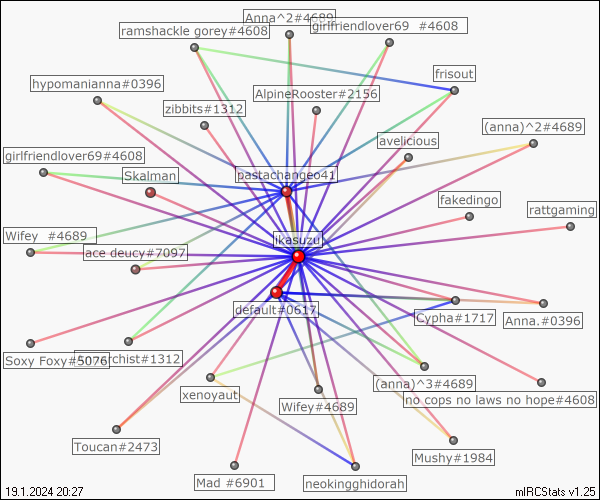 Anna^2#4689
girlfriendlover69 #4608
ramshackle gorey#4608
frisout
hypomanianna#0396
AlpineRooster#2156
zibbits#1312
(anna)^2#4689
avelicious
girlfriendlover69#4608
Skalman
pastachangeo41
fakedingo
rattgaming
Wifey #4689
jikasuzu
ace deucy#7097
default#0617
Cypha#1717
Anna.#0396
Soxy Foxy#5076
#1312
(anna)^3#4689
xenoyaut
no cops no laws no hope#4608
Wifey#4689
Toucan#2473
Mushy#1984
Mad #6901
neokingghidorah
19.1.2024 20:27
mIRCStats v1.25